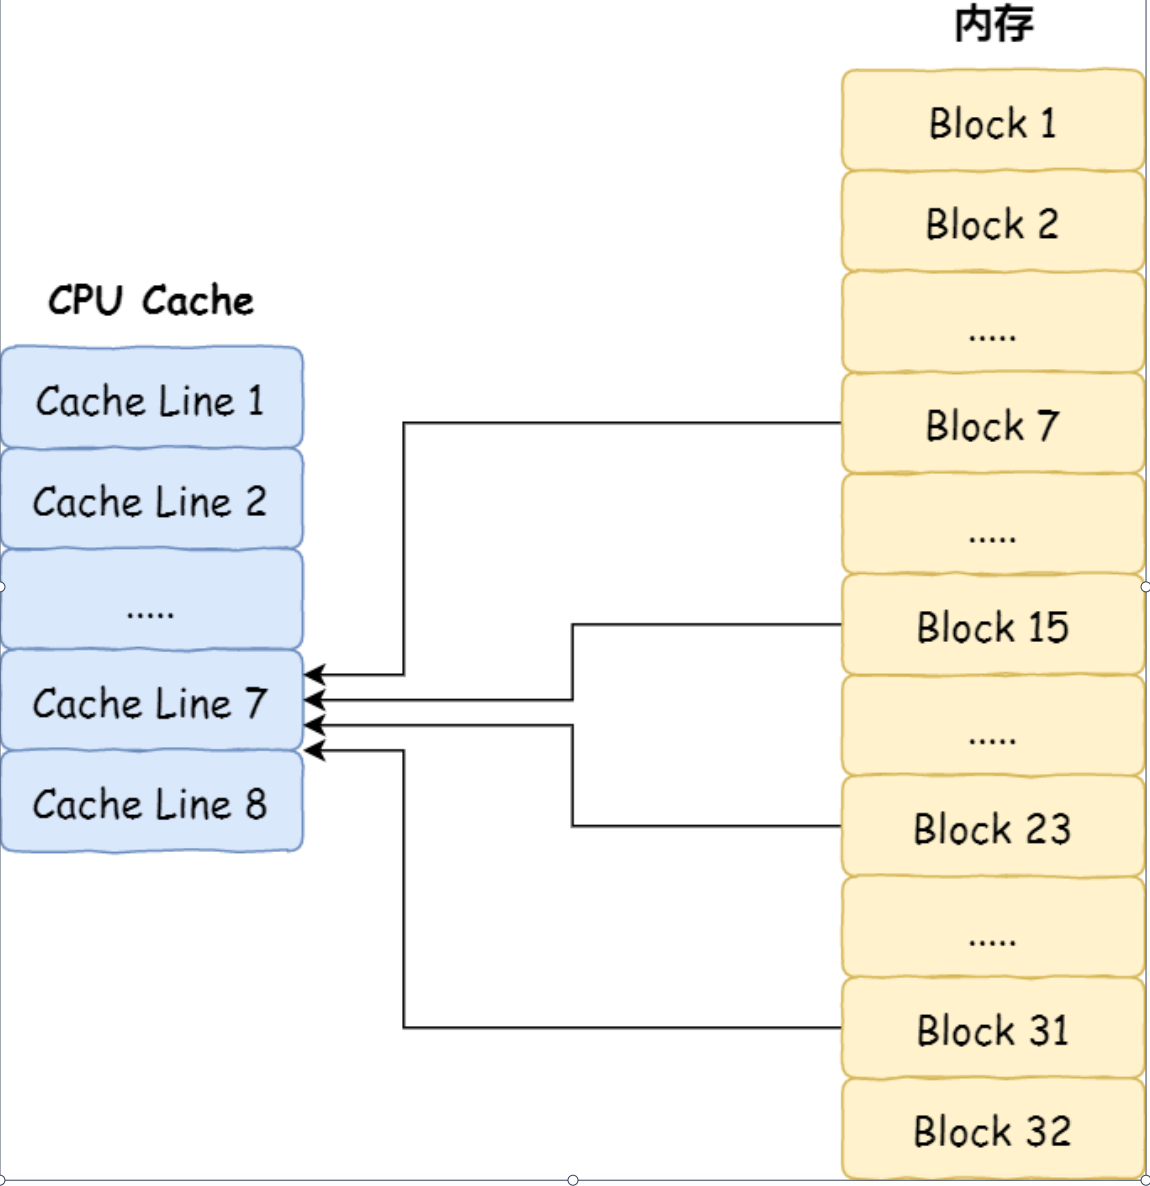 CPU Cache
Cache Line 1
Cache Line 2
.....
Cache Line 7
Cache Line 8
内存
Block 1
Block 2
.....
Block 7
.....
Block 15
.....
Block 23
.....
Block 31
Block 32